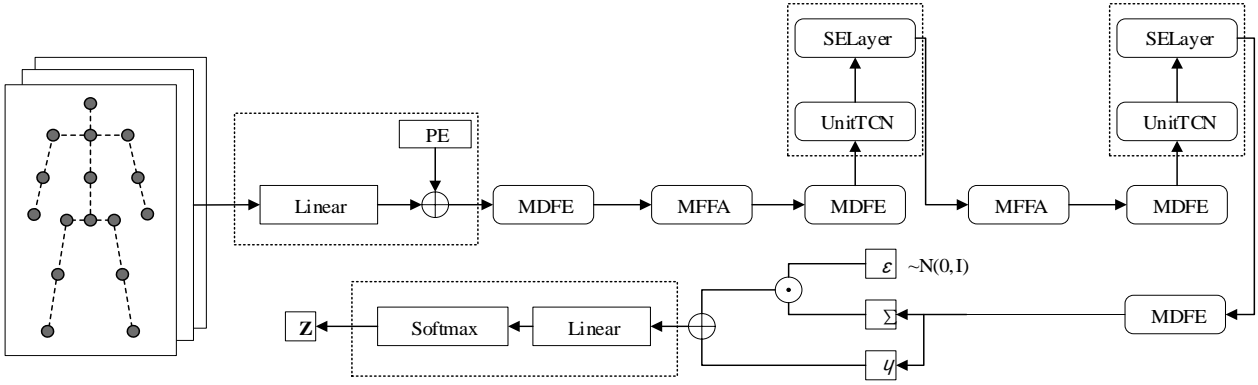 SELayer
SELayer
UnitTCN
UnitTCN
PE
Linear
MDFE
MFFA
MDFE
MFFA
MDFE
ε ~N(0,I)
Z
Softmax
Linear
Σ
MDFE